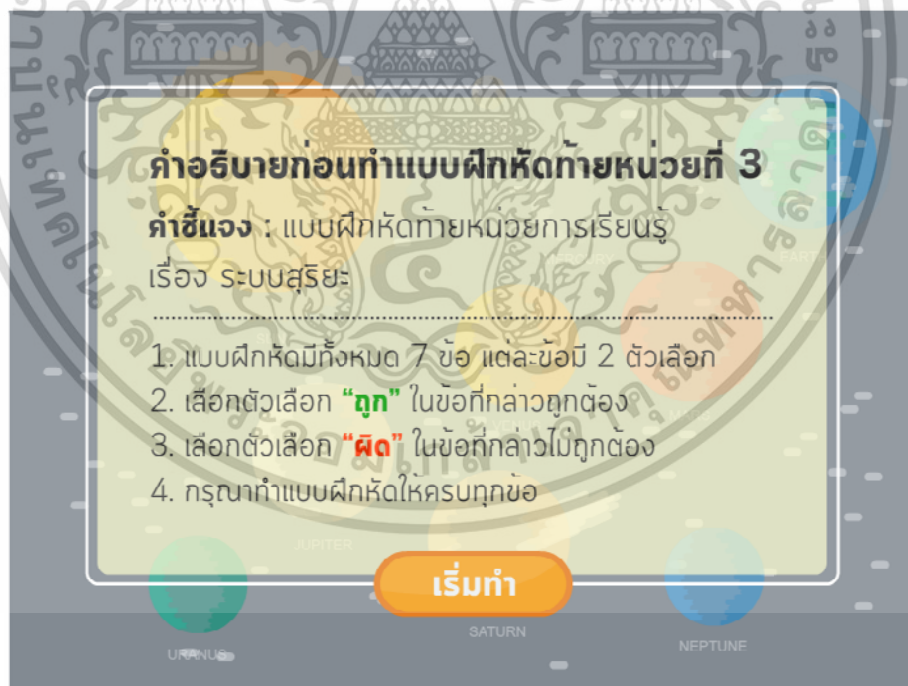 คำอธิบายก่อนทำแบบฝึกหัดท้ายหน่วยที่ 3
คำชี้แจง : แบบฝึกหัดท้ายหน่วยการเรียนรู้
เรื่อง ระบบสุริยะ
1. แบบฝึกหัดมีทั้งหมด 7 ข้อ แต่ละข้อมี 2 ตัวเลือก
2. เลือกตัวเลือก “ถูก” ในข้อที่กล่าวถูกต้อง
3. เลือกตัวเลือก “ผิด” ในข้อที่กล่าวไม่ถูกต้อง
4. กรุณาทำแบบฝึกหัดให้ครบทุกข้อ
JUPITER
เริ่มทำ
SATURN
URANUS
NEPTUNE